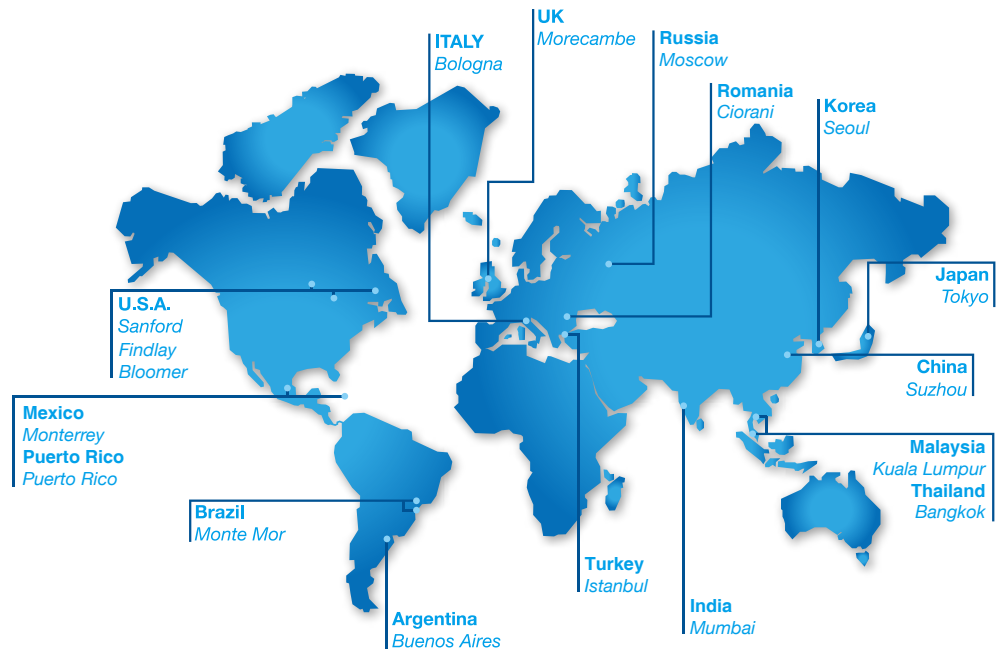 UK
Morecambe
ITALY
Bologna
Russia
Moscow
Romania
Ciorani
Korea
Seoul
Japan
Tokyo
U.S.A.
Sanford
Findlay
Bloomer
China
Suzhou
Mexico
Monterrey
Puerto Rico
Puerto Rico
Malaysia
Kuala Lumpur
Thailand
Bangkok
Brazil
Monte Mor
Turkey
Istanbul
India
Mumbai
Argentina
Buenos Aires